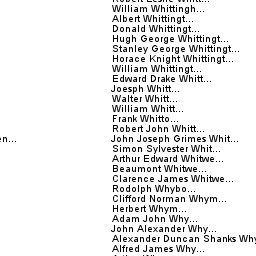 Robert Leslie Whitt...
William Whittingh...
Albert Whittingt...
Donald Whittingt...
Hugh George Whittingt...
Stanley George Whittingt...
Horace Knight Whittingt...
William Whittingt...
Edward Drake Whitt...
Joesph Whitt...
Walter Whitt...
William Whitt...
Frank Whitto...
Robert John Whitt...
en...
John Joseph Grimes Whit...
Simon Sylvester Whit...
Arthur Edward Whitwe...
Beaumont Whitwe...
Clarence James Whitwe...
Rodolph Whybo...
Clifford Norman Whym...
Herbert Whym...
Adam John Why...
John Alexander Why...
Alexander Duncan Shanks Why
Alfred James Why...